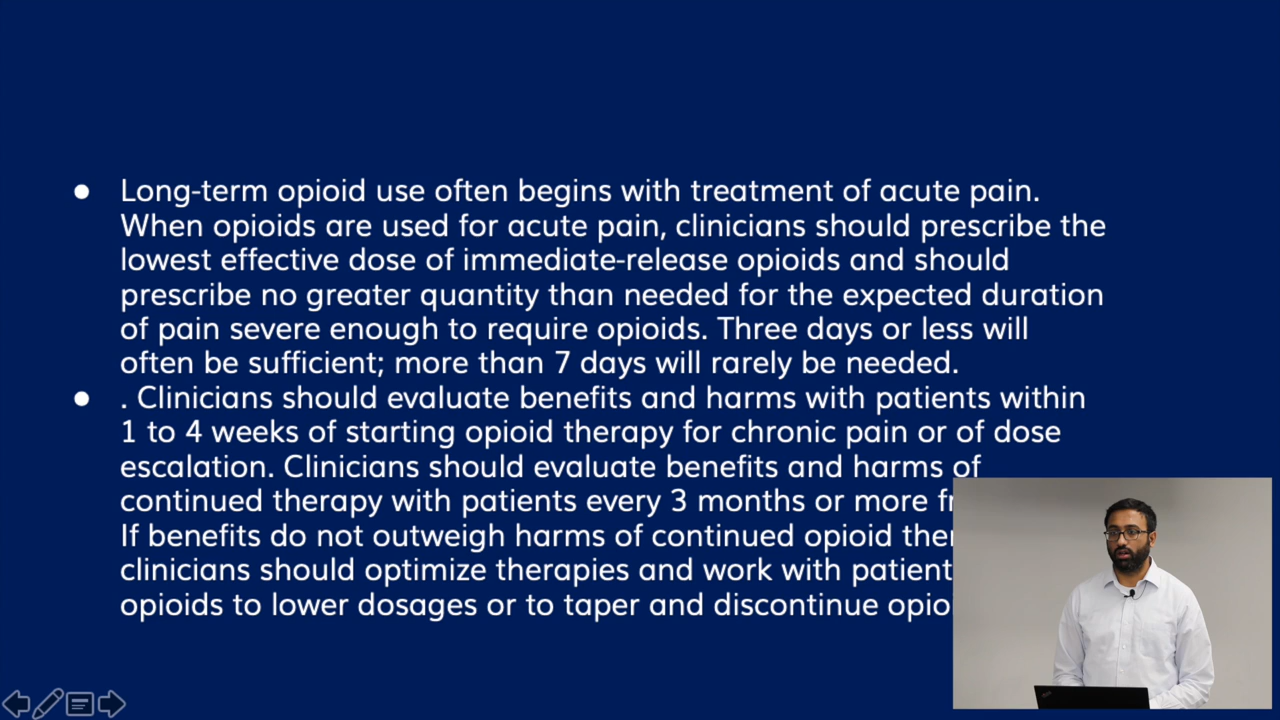 Long-term opioid use often begins with treatment of acute pain.
When opioids are used for acute pain, clinicians should prescribe the
lowest effective dose of immediate-release opioids and should
prescribe no greater quantity than needed for the expected duration
of pain severe enough to require opioids. Three days or less will
often be sufficient; more than 7 days will rarely be needed.
. Clinicians should evaluate benefits and harms with patients within
1 to 4 weeks of starting opioid therapy for chronic pain or of dose
escalation. Clinicians should evaluate benefits and harms of
continued therapy with patients every 3 months or more
If benefits do not outweigh harms of continued opioid
clinicians should optimize therapies and work with
opioids to lower dosages or to taper and discontinue